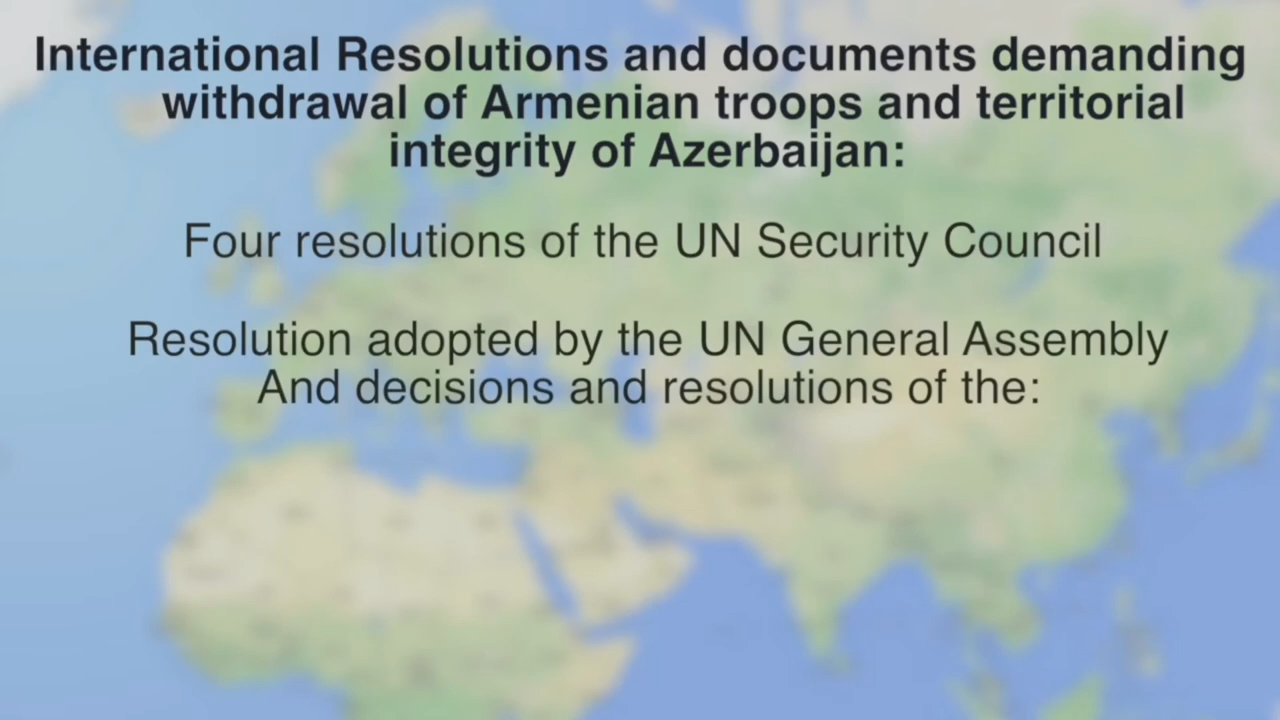 International Resolutions and documents demanding
withdrawal of Armenian troops and territorial
integrity of Azerbaijan:
Four resolutions of the UN Security Council
Resolution adopted by the UN General Assembly
And decisions and resolutions of the: